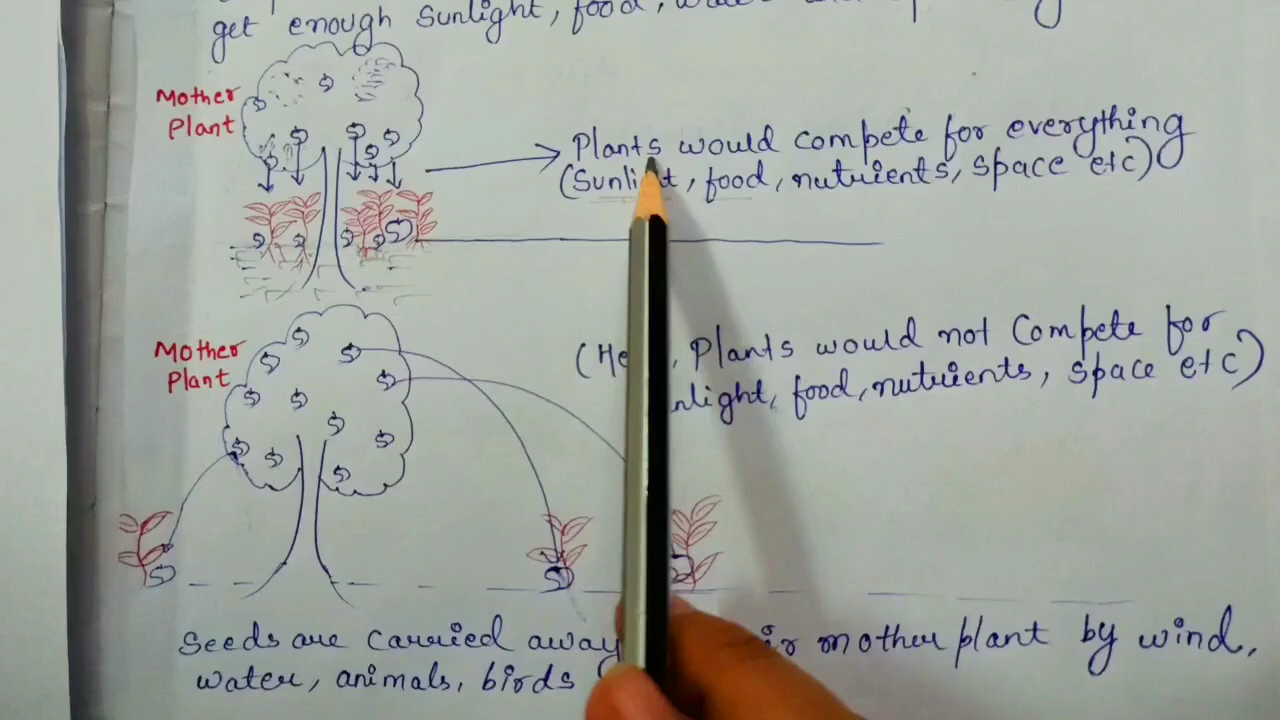 get enough Sunlight, food,
Mother
Plant
Plants would compete for everything
(Sunlight, food, nutrients, space etc)
Mother
Plant
Plants would not Compete for
food, nutrients, space etc)
Seeds are carried away mother plant by wind,
water, animals, birds